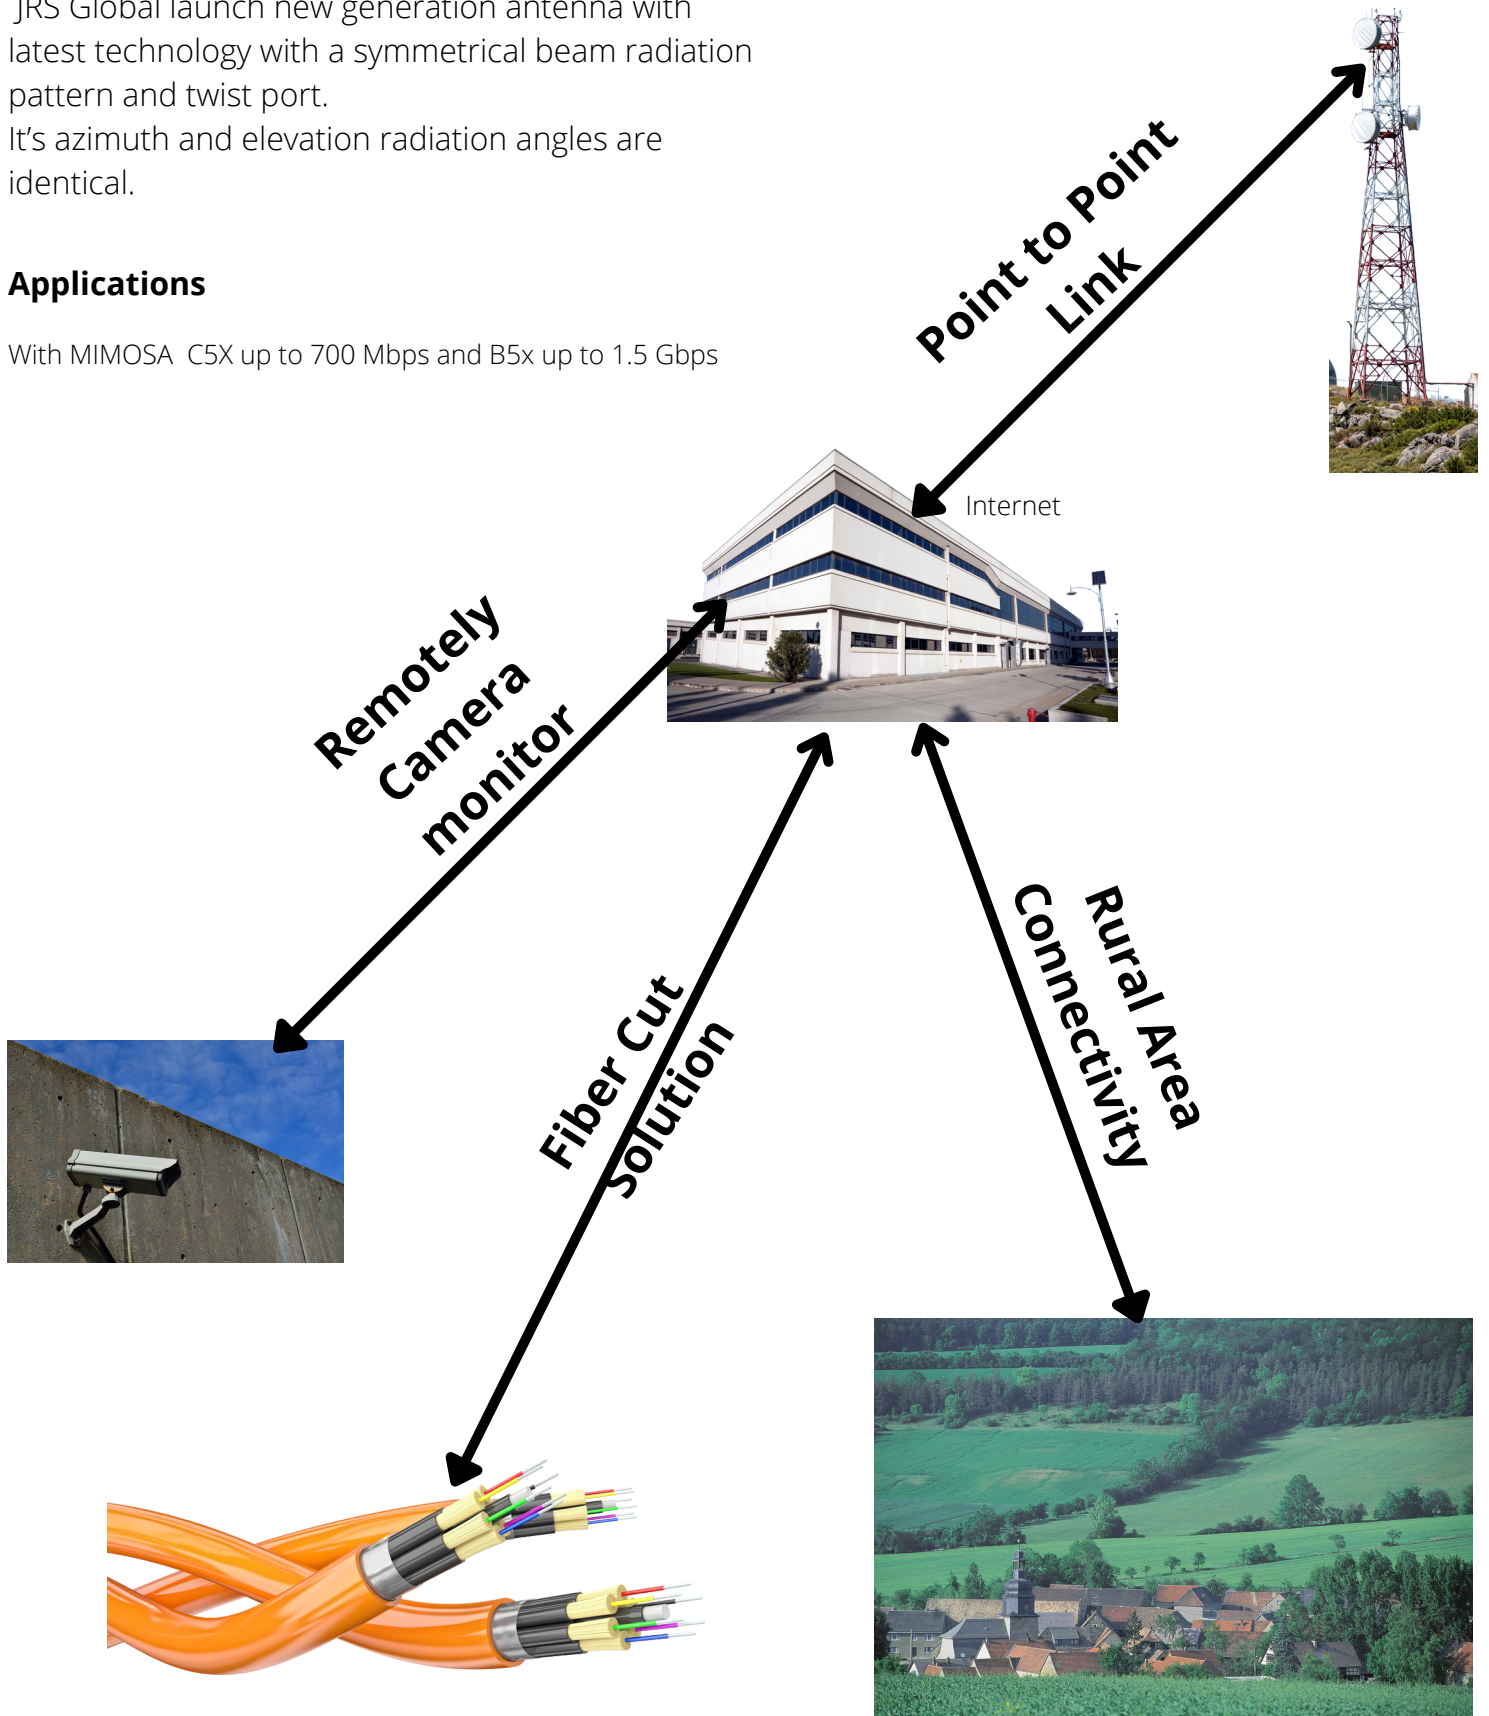 JRS Global launch new generation antenna with
latest technology with a symmetrical beam radiation
pattern and twist port.
It’s azimuth and elevation radiation angles are
identical.
Applications
With MIMOSA  C5X up to 700 Mbps and B5x up to 1.5 Gbps
Point to Point
Link
Internet
Remotely
Camera
monitor
Fiber Cut
Solution
Rural Area
Connectivity